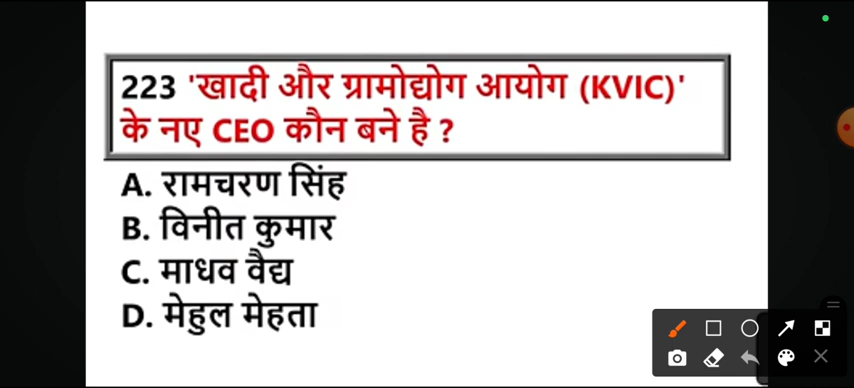 223 'खादी और ग्रामोद्योग आयोग (KVIC)'
के नए CEO कौन बने है ?
A. रामचरण सिंह
B. विनीत कुमार
C. माधव वैद्य
D. मेहुल मेहता